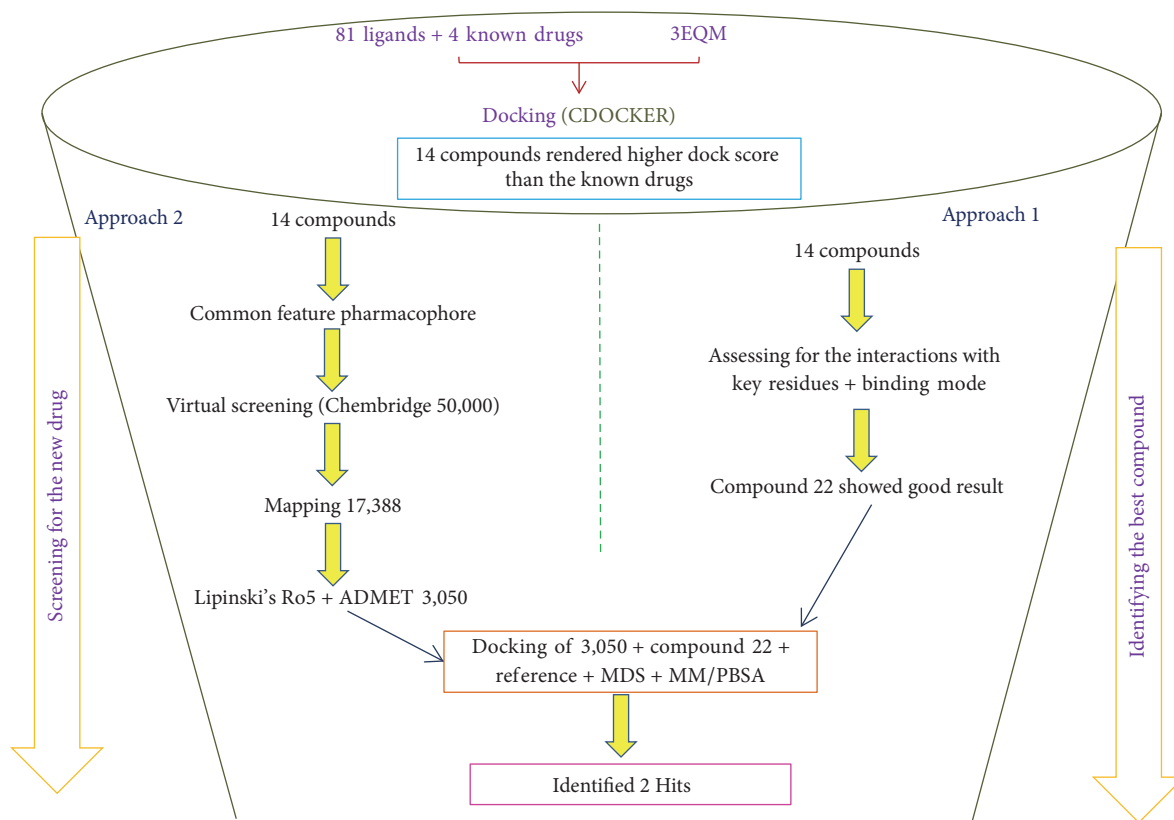 81 ligands + 4 known drugs
3EQM
Docking (CDOCKER)
14 compounds rendered higher dock score
than the known drugs
Approach 2
14 compounds
Common feature pharmacophore
Virtual screening (Chembridge 50,000)
Mapping 17,388
Lipinski's Ro5 + ADMET 3,050
Screening for the new drug
Approach 1
14 compounds
Assessing for the interactions with
key residues + binding mode
Compound 22 showed good result
Identifying the best compound
Docking of 3,050 + compound 22 +
reference + MDS + MM/PBSA
Identified 2 Hits